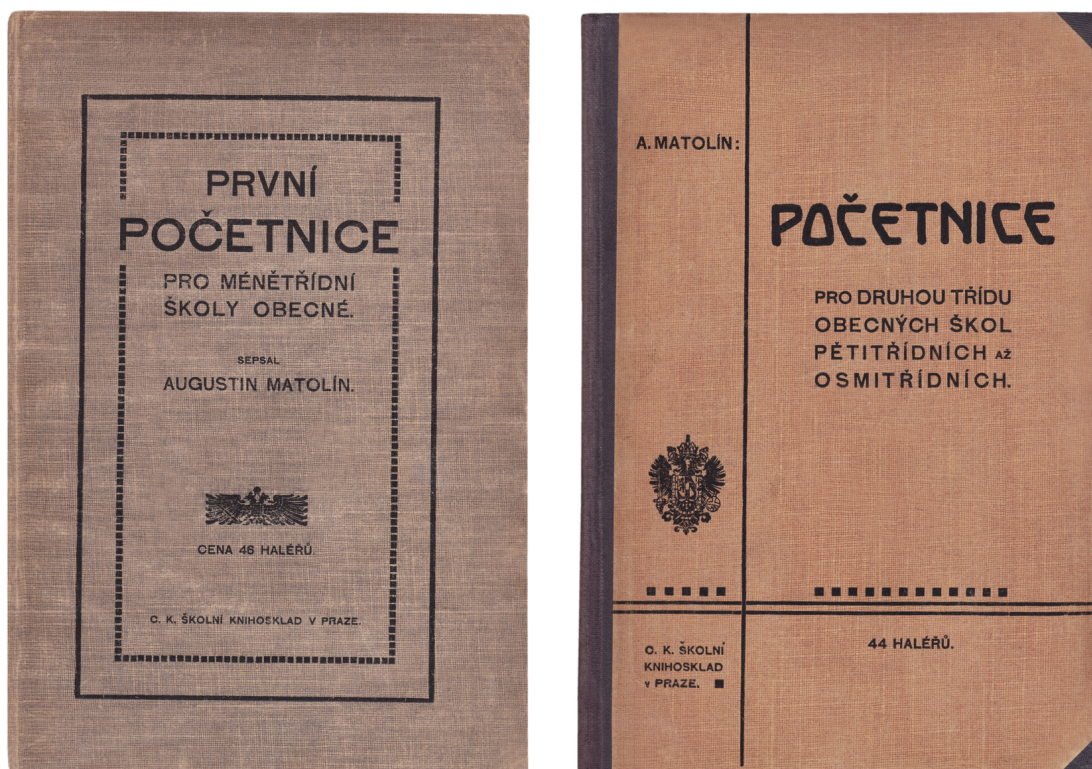 PRVNÍ
POČETNICE
PRO MÉNĚTŘÍDNÍ
ŠKOLY OBECNÉ.
SEPSAL
AUGUSTIN MATOLÍN.
CENA 46 HALÉŘŮ.
C. K. ŠKOLNÍ KNIHOSKLAD V PRAZE.
A. MATOLÍN:
POČETNICE
PRO DRUHOU TŘÍDU
OBECNÝCH ŠKOL
PĚTITŘÍDNÍCH AŽ
OSMITŘÍDNÍCH.
C. K. ŠKOLNÍ
KNIHOSKLAD
V PRAZE.
44 HALÉŘŮ.